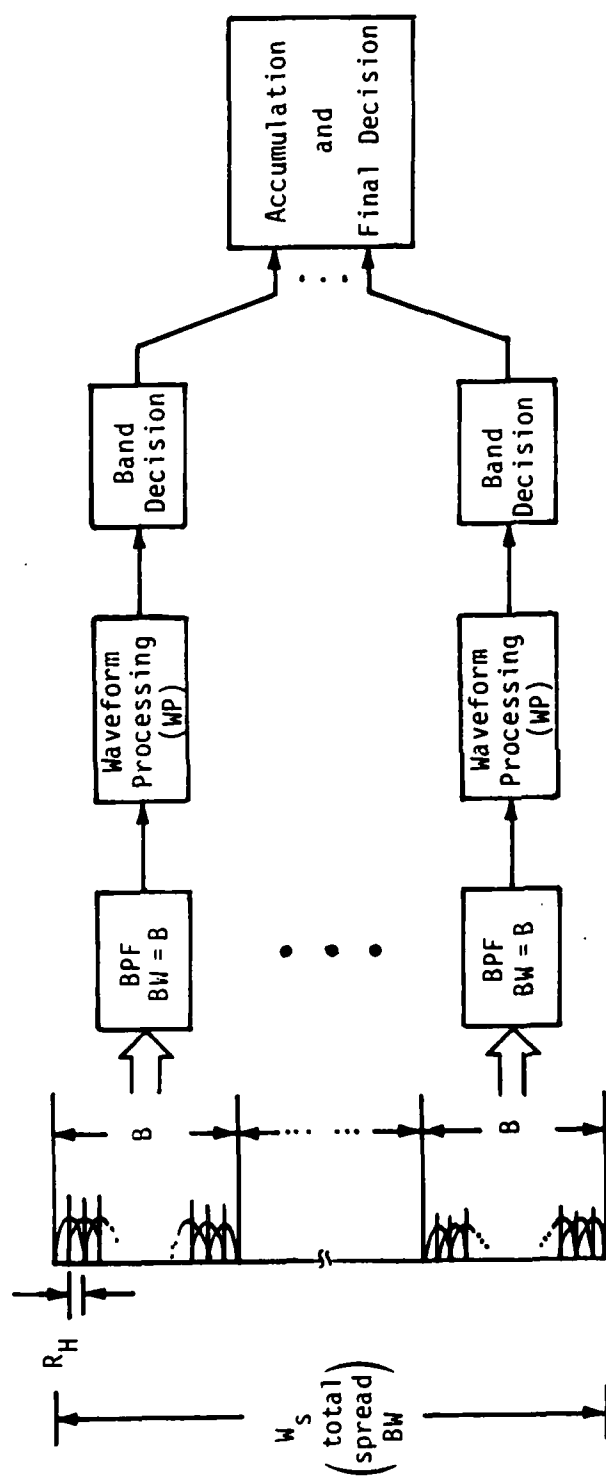 R_H
W_s
(total
spread
BW)
B
... ...
B
BPF
BW = B
Waveform
Processing
(WP)
Band
Decision
BPF
BW = B
Waveform
Processing
(WP)
Band
Decision
Accumulation
and
Final Decision